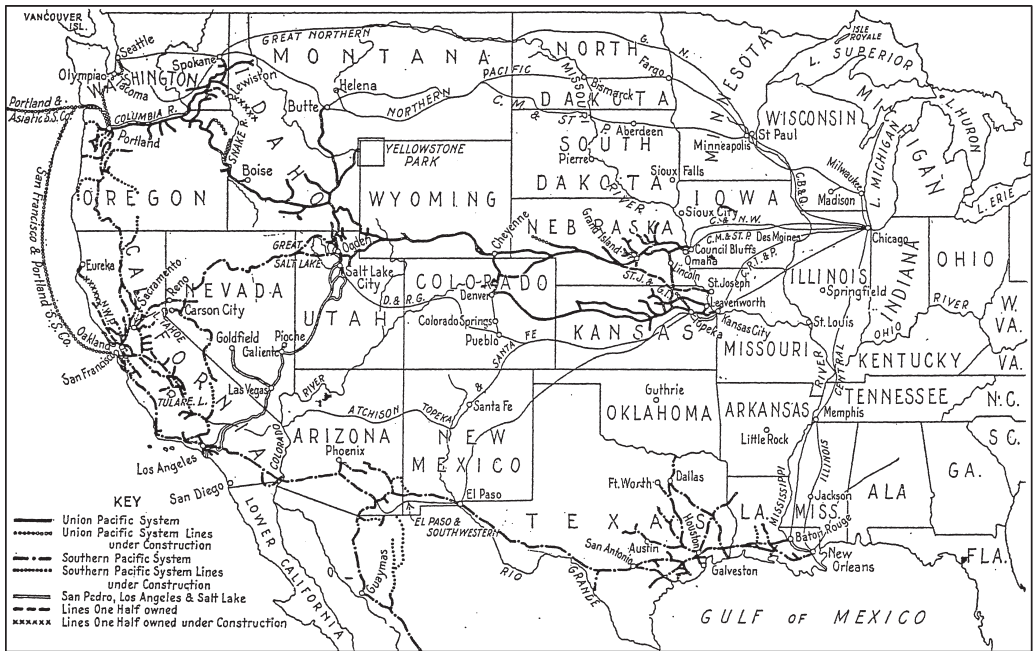 VANCOUVER
ISL.
Seattle
Olympia
Tacoma
WASHINGTON
Spokane
Lewiston
GREAT NORTHERN
MONTANA
NORTH
DAKOTA
G. N.
PACIFIC
NORTHERN
Helena
Butte
MISSOURI
RIVER
Bismarck
Fargo
C. M.
& ST P.
MINNESOTA
ISLE
ROYALE
L. SUPERIOR
MICHIGAN
L. HURON
L. MICHIGAN
L. ERIE
WISCONSIN
St Paul
Minneapolis
Milwaukee
Madison
Portland &
Asiatic S.S. Co.
COLUMBIA R.
Portland
SNAKE R.
IDAHO
Boise
YELLOWSTONE
PARK
WYOMING
SOUTH
DAKOTA
Aberdeen
Pierre
Sioux Falls
IOWA
Sioux City
C.B.&Q.
C.& N.W.
C.M.& ST.P.
Des Moines
C.R.I.& P.
Chicago
OREGON
San Francisco & Portland S.S. Co.
Eureka
N.W.P.
CALIFORNIA
Sacramento
Reno
Carson City
TAHOE
Oakland
San Francisco
TULARE L.
NEVADA
Goldfield
Pioche
Caliente
Las Vegas
GREAT
SALT LAKE
Ogden
Salt Lake
City
UTAH
D.& R.G.
Cheyenne
NEBRASKA
Grand Island
Council Bluffs
Omaha
Lincoln
ST.J.& G.I.
St. Joseph
Leavenworth
Topeka
Kansas City
COLORADO
Denver
Colorado Springs
Pueblo
KANSAS
ILLINOIS
Springfield
INDIANA
OHIO
OHIO
RIVER
W.
VA.
VA.
KENTUCKY
TENNESSEE
N.C.
S C.
MISSOURI
St. Louis
MISSISSIPPI
RIVER
ILLINOIS
CENTRAL
Memphis
ATCHISON
TOPEKA
&
SANTA FE
Santa Fe
COLORADO
RIVER
ARIZONA
Phoenix
NEW
MEXICO
OKLAHOMA
Guthrie
ARKANSAS
Little Rock
Los Angeles
San Diego
LOWER
CALIFORNIA
El Paso
EL PASO &
SOUTHWESTERN
Guaymas
TEXAS
Ft. Worth
Dallas
Austin
San Antonio
Houston
Galveston
RIO
GRANDE
LA.
Baton Rouge
New
Orleans
Jackson
MISS.
ALA
GA.
FLA.
GULF OF MEXICO
KEY
Union Pacific System
Union Pacific System Lines
under Construction
Southern Pacific System
Southern Pacific System Lines
under Construction
San Pedro, Los Angeles & Salt Lake
Lines One Half owned
Lines One Half owned under Construction